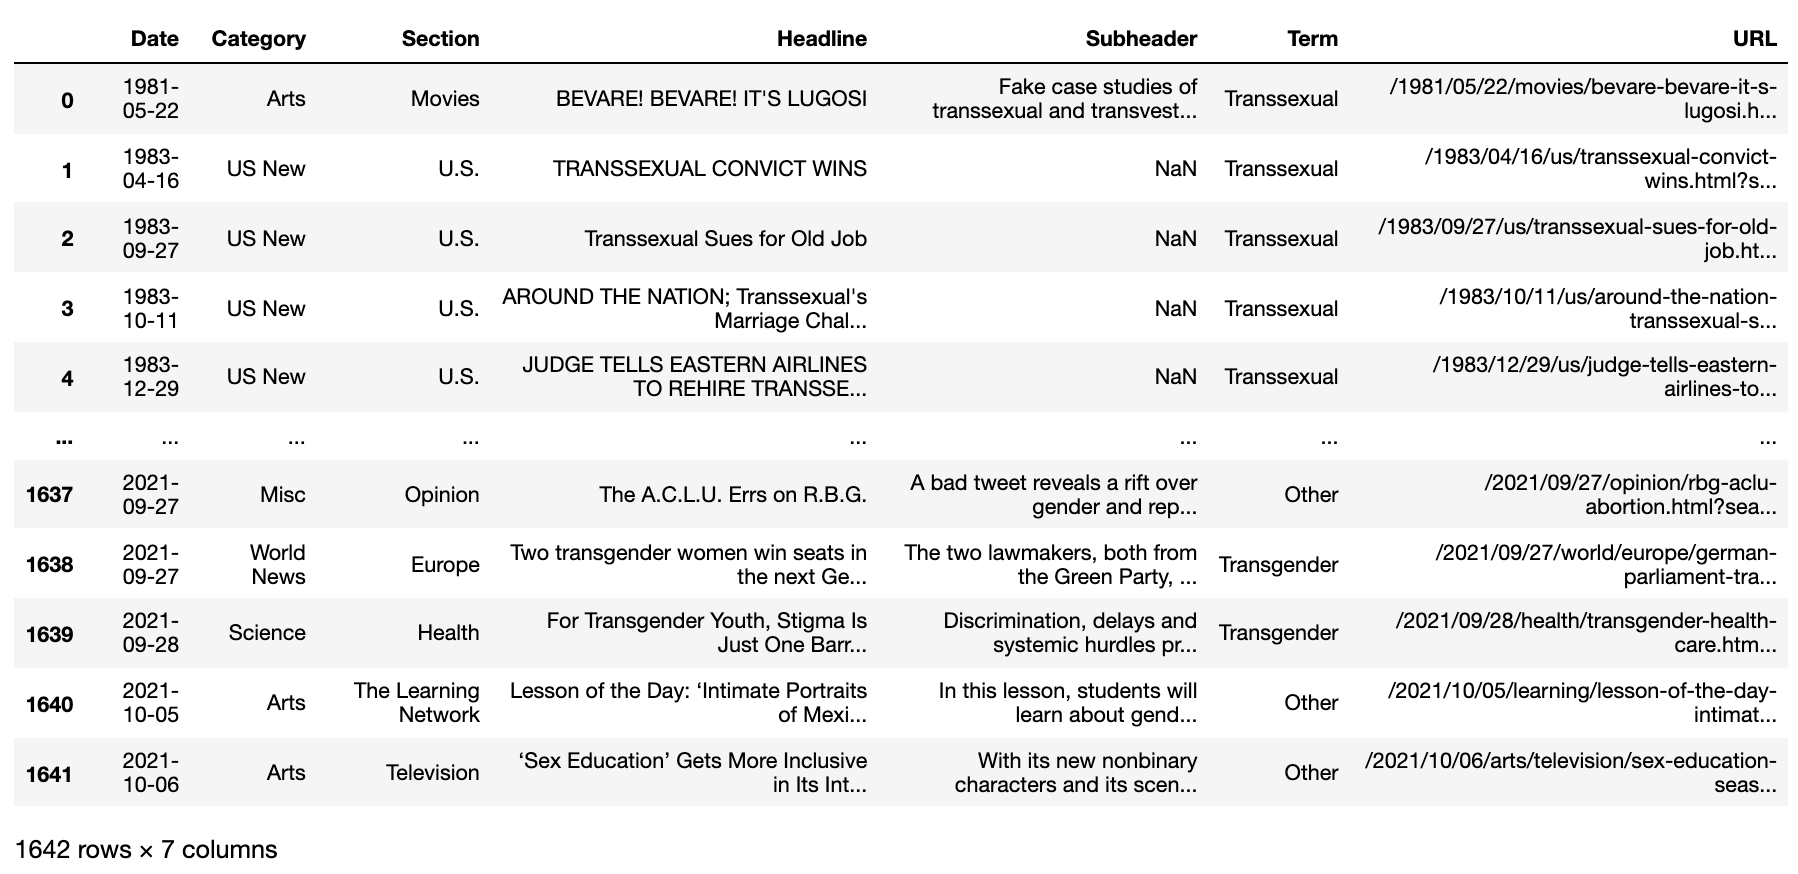 Date Category Section Headline Subheader Term URL
0 1981-05-22 Arts Movies BEVARE! BEVARE! IT'S LUGOSI Fake case studies of transsexual and transvest... Transsexual /1981/05/22/movies/bevare-bevare-it-s-lugosi.h...
1 1983-04-16 US New U.S. TRANSSEXUAL CONVICT WINS NaN Transsexual /1983/04/16/us/transsexual-convict-wins.html?s...
2 1983-09-27 US New U.S. Transsexual Sues for Old Job NaN Transsexual /1983/09/27/us/transsexual-sues-for-old-job.ht...
3 1983-10-11 US New U.S. AROUND THE NATION; Transsexual's Marriage Chal... NaN Transsexual /1983/10/11/us/around-the-nation-transsexual-s...
4 1983-12-29 US New U.S. JUDGE TELLS EASTERN AIRLINES TO REHIRE TRANSSE... NaN Transsexual /1983/12/29/us/judge-tells-eastern-airlines-to...
... ... ... ... ... ... ... ...
1637 2021-09-27 Misc Opinion The A.C.L.U. Errs on R.B.G. A bad tweet reveals a rift over gender and rep... Other /2021/09/27/opinion/rbg-aclu-abortion.html?sea...
1638 2021-09-27 World News Europe Two transgender women win seats in the next Ge... The two lawmakers, both from the Green Party, ... Transgender /2021/09/27/world/europe/german-parliament-tra...
1639 2021-09-28 Science Health For Transgender Youth, Stigma Is Just One Barr... Discrimination, delays and systemic hurdles pr... Transgender /2021/09/28/health/transgender-health-care.htm...
1640 2021-10-05 Arts The Learning Network Lesson of the Day: ‘Intimate Portraits of Mexi... In this lesson, students will learn about gend... Other /2021/10/05/learning/lesson-of-the-day-intimat...
1641 2021-10-06 Arts Television ‘Sex Education’ Gets More Inclusive in Its Int... With its new nonbinary characters and its scen... Other /2021/10/06/arts/television/sex-education-seas...
1642 rows × 7 columns